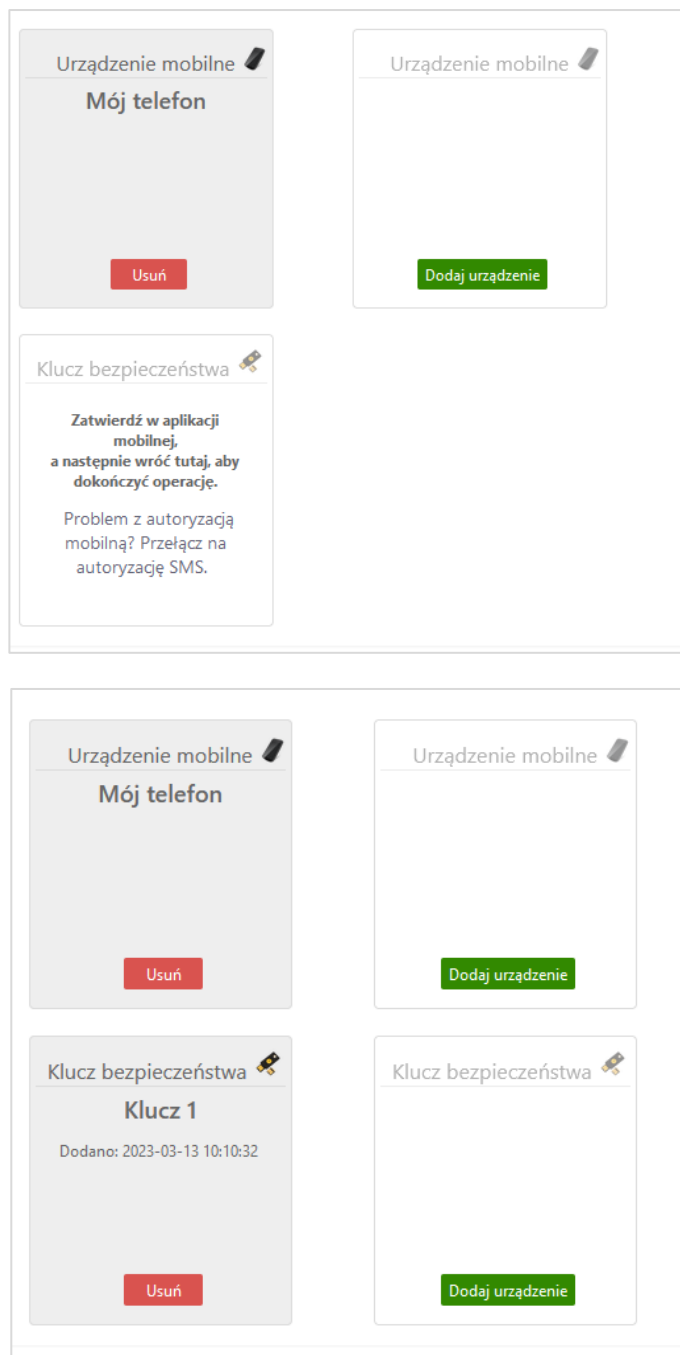 Urządzenie mobilne
Mój telefon
Usuń
Urządzenie mobilne
Dodaj urządzenie
Klucz bezpieczeństwa
Zatwierdź w aplikacji
mobilnej,
a następnie wróć tutaj, aby
dokończyć operację.
Problem z autoryzacją
mobilną? Przełącz na
autoryzację SMS.
Urządzenie mobilne
Mój telefon
Usuń
Urządzenie mobilne
Dodaj urządzenie
Klucz bezpieczeństwa
Klucz 1
Dodano: 2023-03-13 10:10:32
Usuń
Klucz bezpieczeństwa
Dodaj urządzenie